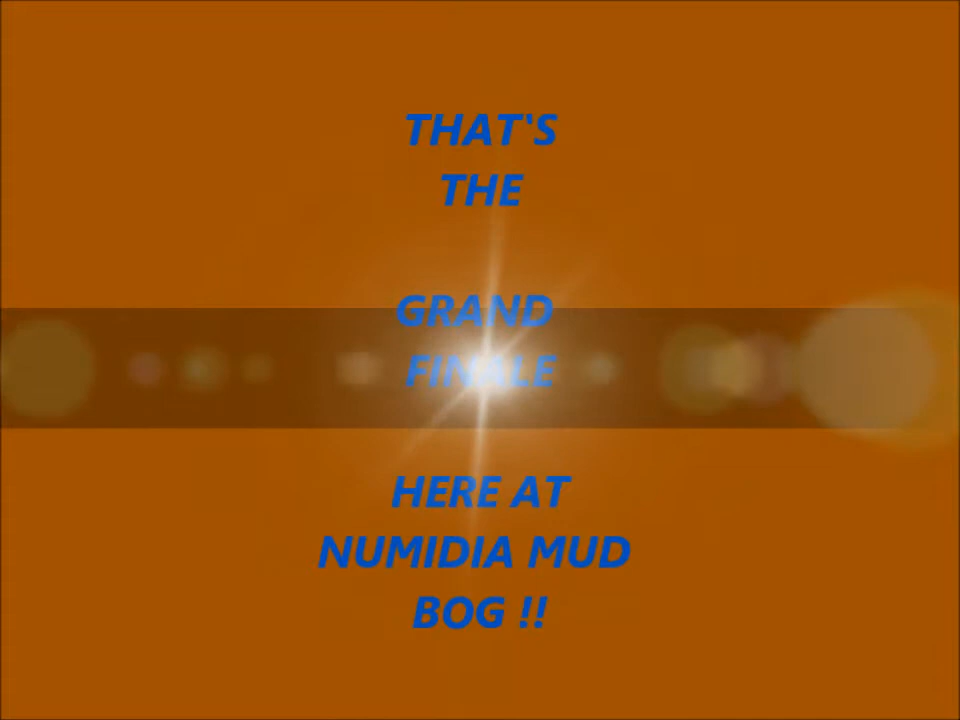 THAT'S
THE
GRAND
FINALE
HERE AT
NUMIDIA MUD
BOG !!